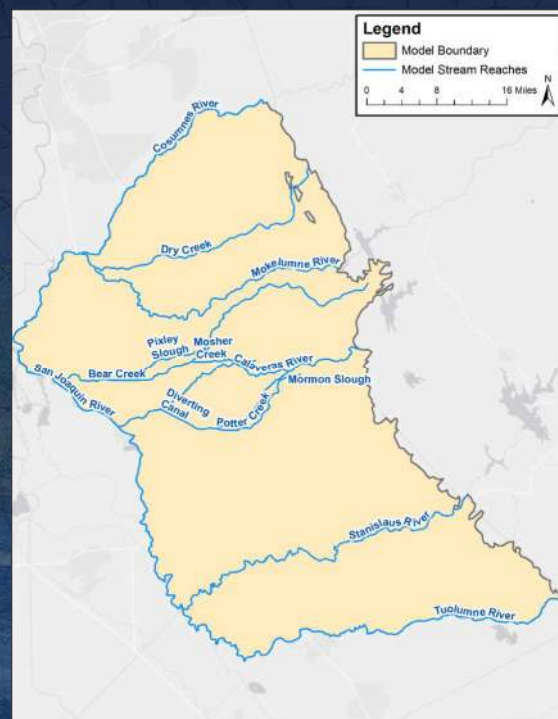 Legend
Model Boundary
Model Stream Reaches
0 4 8 16 Miles
N
Cosumnes River
Dry Creek
Mokelumne River
Pixley
Slough
Mosher
Creek
Bear Creek
Calaveras River
San Joaquin River
Mormon Slough
Diverting
Canal
Potter Creek
Stanislaus River
Tuolumne River